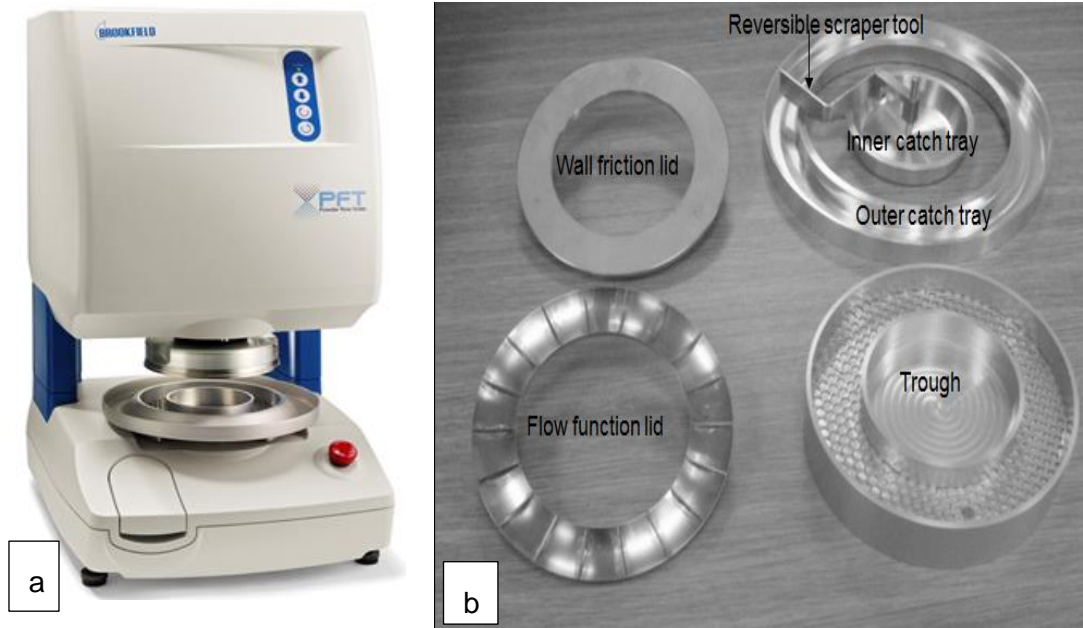 BROOKFIELD
PFT
Powder Flow Tester
a
Reversible scraper tool
Wall friction lid
Inner catch tray
Outer catch tray
Flow function lid
Trough
b